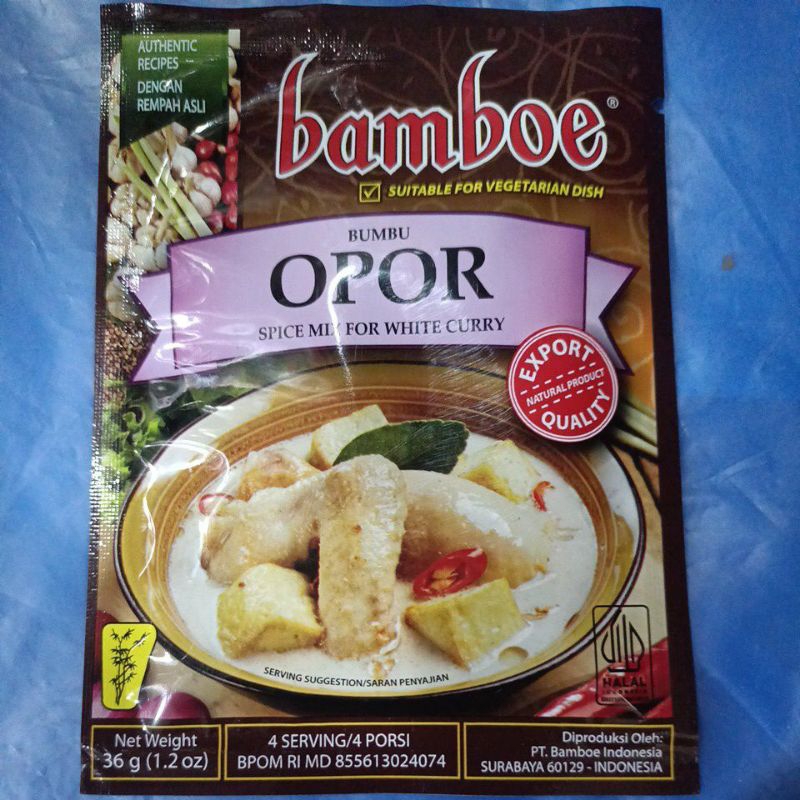 AUTHENTIC
RECIPES
DENGAN
REMPAH ASLI
bamboe®
SUITABLE FOR VEGETARIAN DISH
BUMBU
OPOR
SPICE MIX FOR WHITE CURRY
EXPORT
NATURAL PRODUCT
QUALITY
SERVING SUGGESTION/SARAN PENYAJIAN
HALAL
INDONESIA
Net Weight
36 g (1.2 oz)
4 SERVING/4 PORSI
BPOM RI MD 855613024074
Diproduksi Oleh:
PT. Bamboe Indonesia
SURABAYA 60129 - INDONESIA